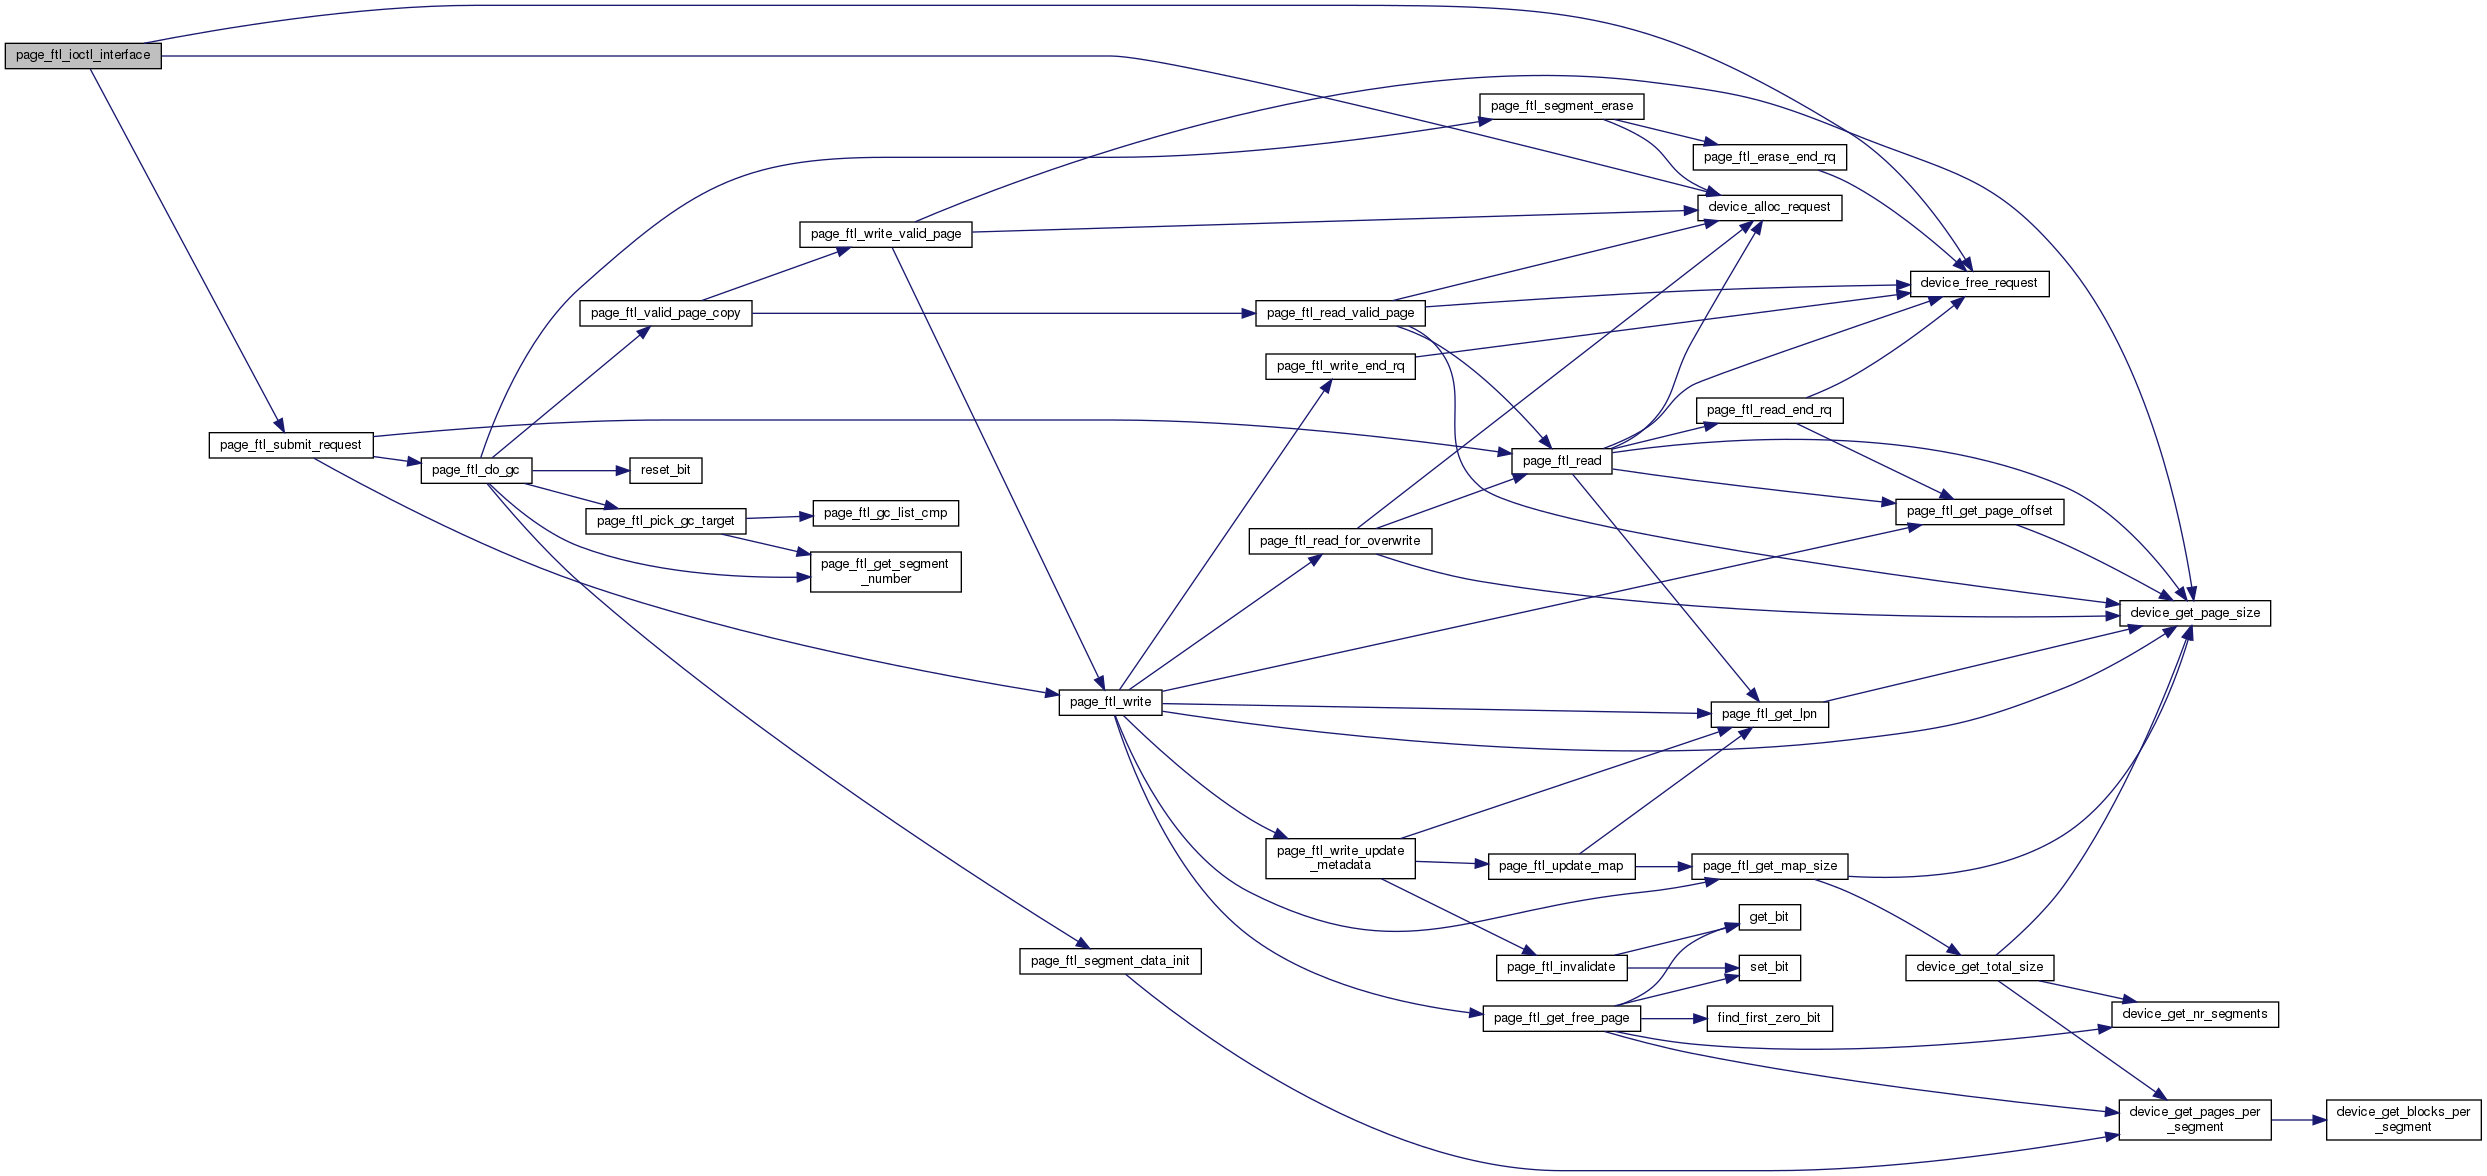 page_ftl_ioctl_interface
page_ftl_segment_erase
page_ftl_erase_end_rq
device_alloc_request
page_ftl_write_valid_page
device_free_request
page_ftl_valid_page_copy
page_ftl_read_valid_page
page_ftl_write_end_rq
page_ftl_read_end_rq
page_ftl_submit_request
page_ftl_do_gc
reset_bit
page_ftl_read
page_ftl_pick_gc_target
page_ftl_gc_list_cmp
page_ftl_get_page_offset
page_ftl_read_for_overwrite
page_ftl_get_segment
_number
device_get_page_size
page_ftl_write
page_ftl_get_lpn
page_ftl_write_update
_metadata
page_ftl_update_map
page_ftl_get_map_size
get_bit
page_ftl_segment_data_init
page_ftl_invalidate
set_bit
device_get_total_size
page_ftl_get_free_page
find_first_zero_bit
device_get_nr_segments
device_get_pages_per
_segment
device_get_blocks_per
_segment